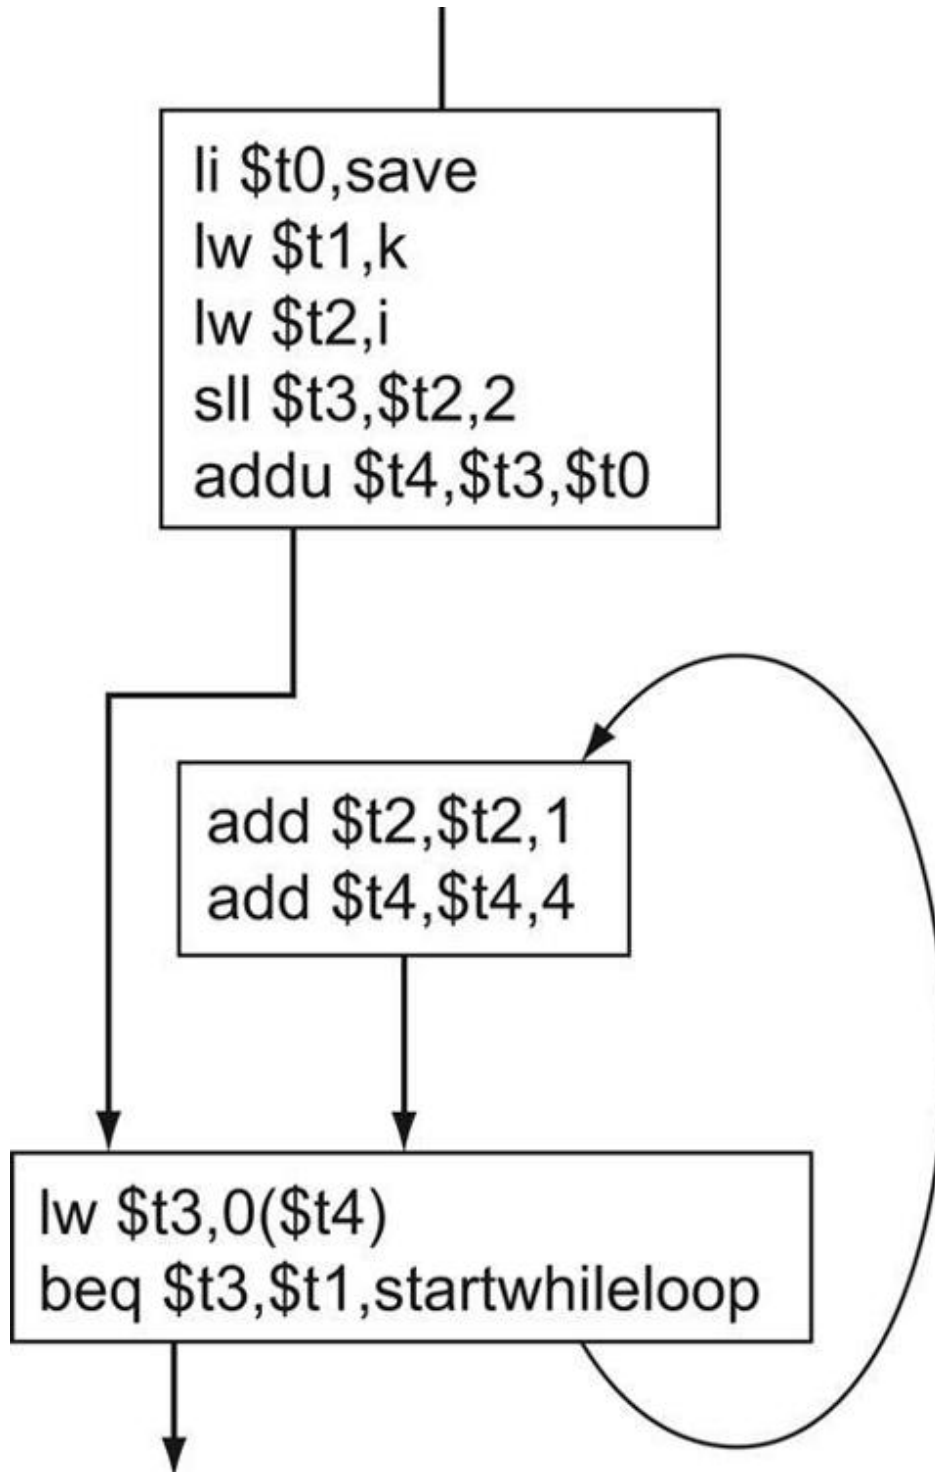 li $t0,save
lw $t1,k
lw $t2,i
sll $t3,$t2,2
addu $t4,$t3,$t0
add $t2,$t2,1
add $t4,$t4,4
lw $t3,0($t4)
beq $t3,$t1,startwhileloop